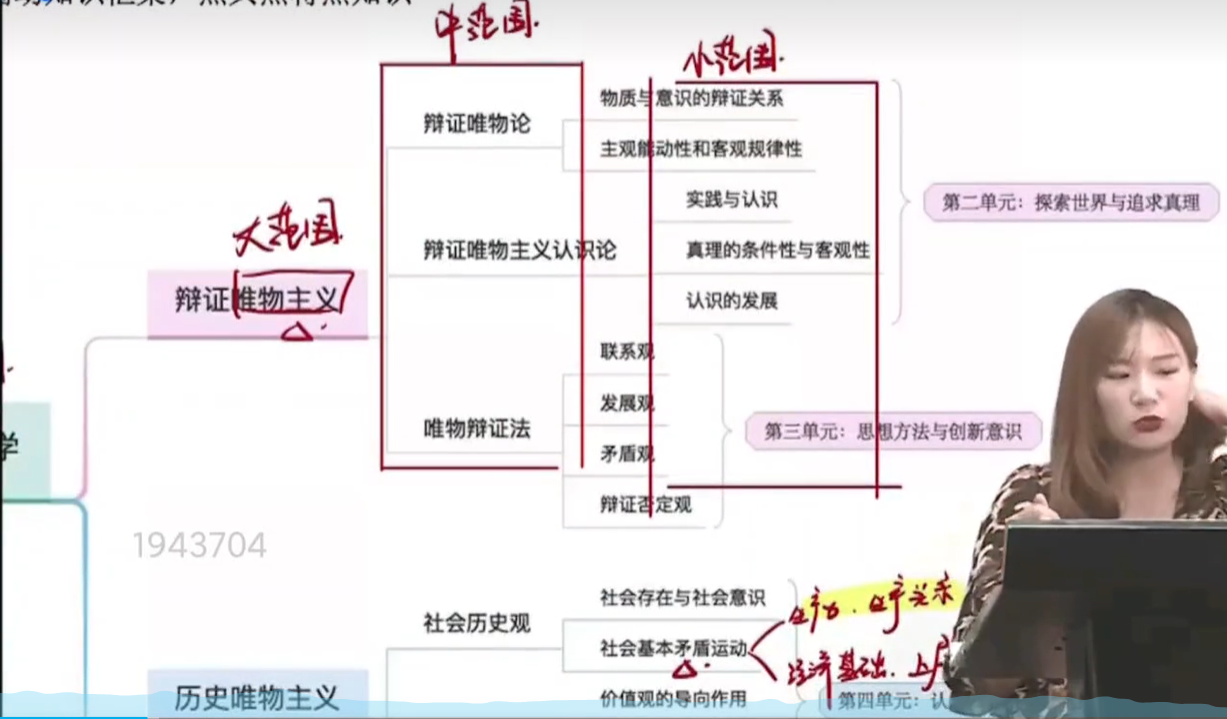 中范围.
小范围.
物质与意识的辩证关系
辩证唯物论
主观能动性和客观规律性
实践与认识
第二单元：探索世界与追求真理
大范围.
辩证唯物主义认识论
真理的条件性与客观性
辩证唯物主义
认识的发展
联系观
发展观
唯物辩证法
第三单元：思想方法与创新意识
矛盾观
学
辩证否定观
1943704
社会存在与社会意识
生产力.生产关系
社会历史观
社会基本矛盾运动
经济基础.上
历史唯物主义
价值观的导向作用
第四单元：认